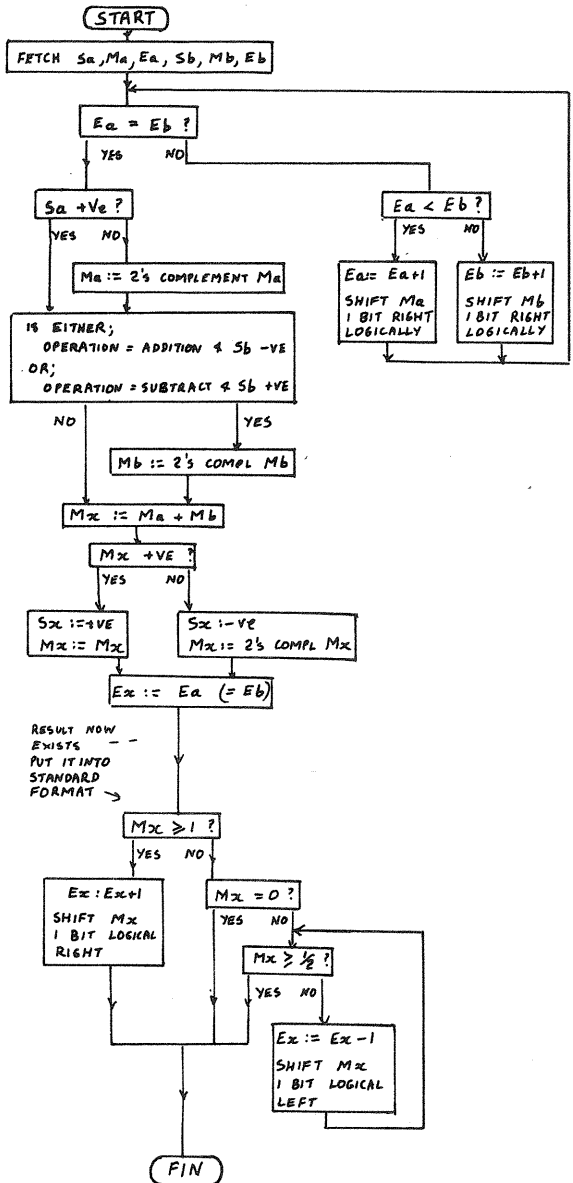 START
FETCH Sa, Ma, Ea, Sb, Mb, Eb
Ea = Eb ?
YES NO
Sa +Ve ?
YES NO
Ma := 2's COMPLEMENT Ma
Ea < Eb ?
YES NO
Ea:= Ea+1
SHIFT Ma
1 BIT RIGHT
LOGICALLY
Eb := Eb+1
SHIFT Mb
1 BIT RIGHT
LOGICALLY
IS EITHER;
OPERATION = ADDITION & Sb -VE
OR;
OPERATION = SUBTRACT & Sb +VE
NO YES
Mb := 2's COMPL Mb
Mx := Ma + Mb
Mx +VE ?
YES NO
Sx :=+VE
Mx := Mx
Sx :-ve
Mx := 2's COMPL Mx
Ex := Ea (= Eb)
RESULT NOW
EXISTS --
PUT IT INTO
STANDARD
FORMAT
Mx ≥ 1 ?
YES NO
Ex : Ex+1
SHIFT Mx
1 BIT LOGICAL
RIGHT
Mx = 0 ?
YES NO
Mx ≥ 1/2 ?
YES NO
Ex := Ex -1
SHIFT Mx
1 BIT LOGICAL
LEFT
FIN